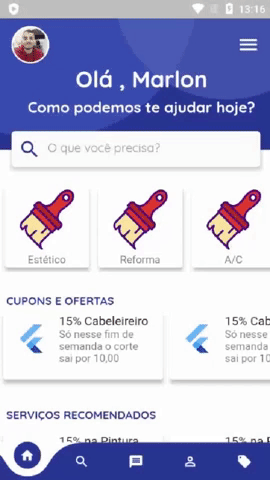 13:16
Olá , Marlon
Como podemos te ajudar hoje?
O que você precisa?
Estético
Reforma
A/C
CUPONS E OFERTAS
15% Cabeleireiro
Só nesse fim de
semanda o corte
sai por 10,00
15% Cab
Só nesse
semanda
sai por 10
SERVIÇOS RECOMENDADOS
15% na Pintura